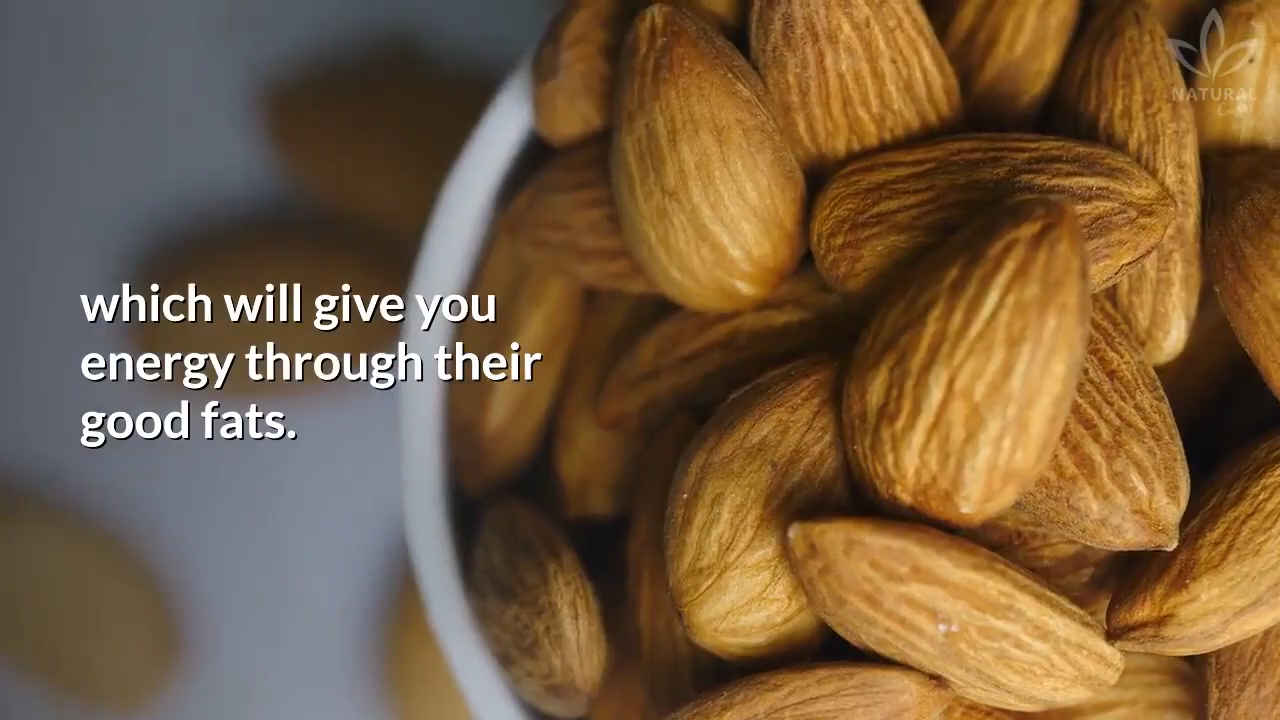 which will give you
energy through their
good fats.
NATURAL